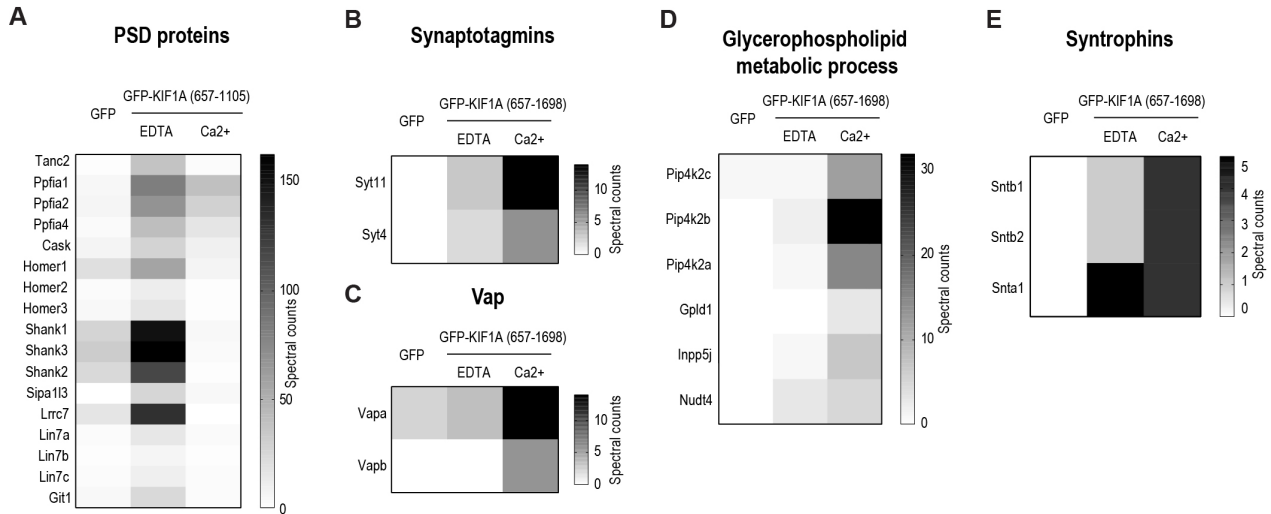 A
PSD proteins
GFP
GFP-KIF1A (657-1105)
EDTA
Ca2+
Tanc2
Ppfia1
Ppfia2
Ppfia4
Cask
Homer1
Homer2
Homer3
Shank1
Shank3
Shank2
Sipa1l3
Lrrc7
Lin7a
Lin7b
Lin7c
Git1
150
100
50
0
Spectral counts
B
Synaptotagmins
GFP
GFP-KIF1A (657-1698)
EDTA
Ca2+
Syt11
Syt4
10
5
0
Spectral counts
C
Vap
GFP
GFP-KIF1A (657-1698)
EDTA
Ca2+
Vapa
Vapb
10
5
0
Spectral counts
D
Glycerophospholipid
metabolic process
GFP
GFP-KIF1A (657-1698)
EDTA
Ca2+
Pip4k2c
Pip4k2b
Pip4k2a
Gpld1
Inpp5j
Nudt4
30
20
10
0
Spectral counts
E
Syntrophins
GFP
GFP-KIF1A (657-1698)
EDTA
Ca2+
Sntb1
Sntb2
Snta1
5
4
3
2
1
0
Spectral counts